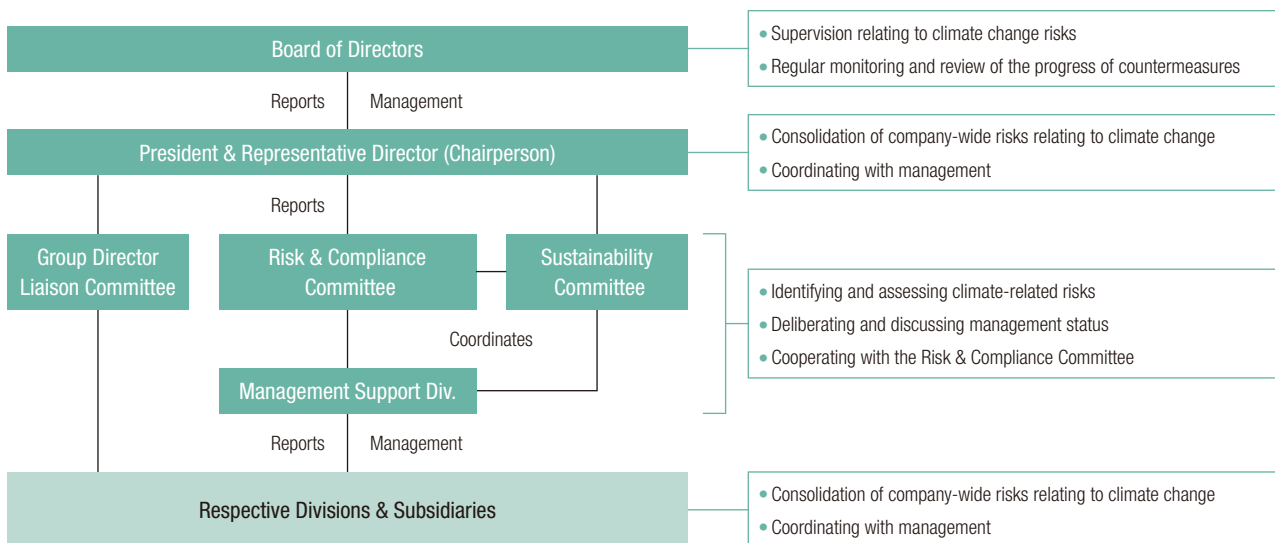 Board of Directors
• Supervision relating to climate change risks
• Regular monitoring and review of the progress of countermeasures
Reports
Management
President & Representative Director (Chairperson)
• Consolidation of company-wide risks relating to climate change
• Coordinating with management
Reports
Group Director
Liaison Committee
Risk & Compliance
Committee
Sustainability
Committee
• Identifying and assessing climate-related risks
• Deliberating and discussing management status
• Cooperating with the Risk & Compliance Committee
Coordinates
Management Support Div.
Reports
Management
Respective Divisions & Subsidiaries
• Consolidation of company-wide risks relating to climate change
• Coordinating with management